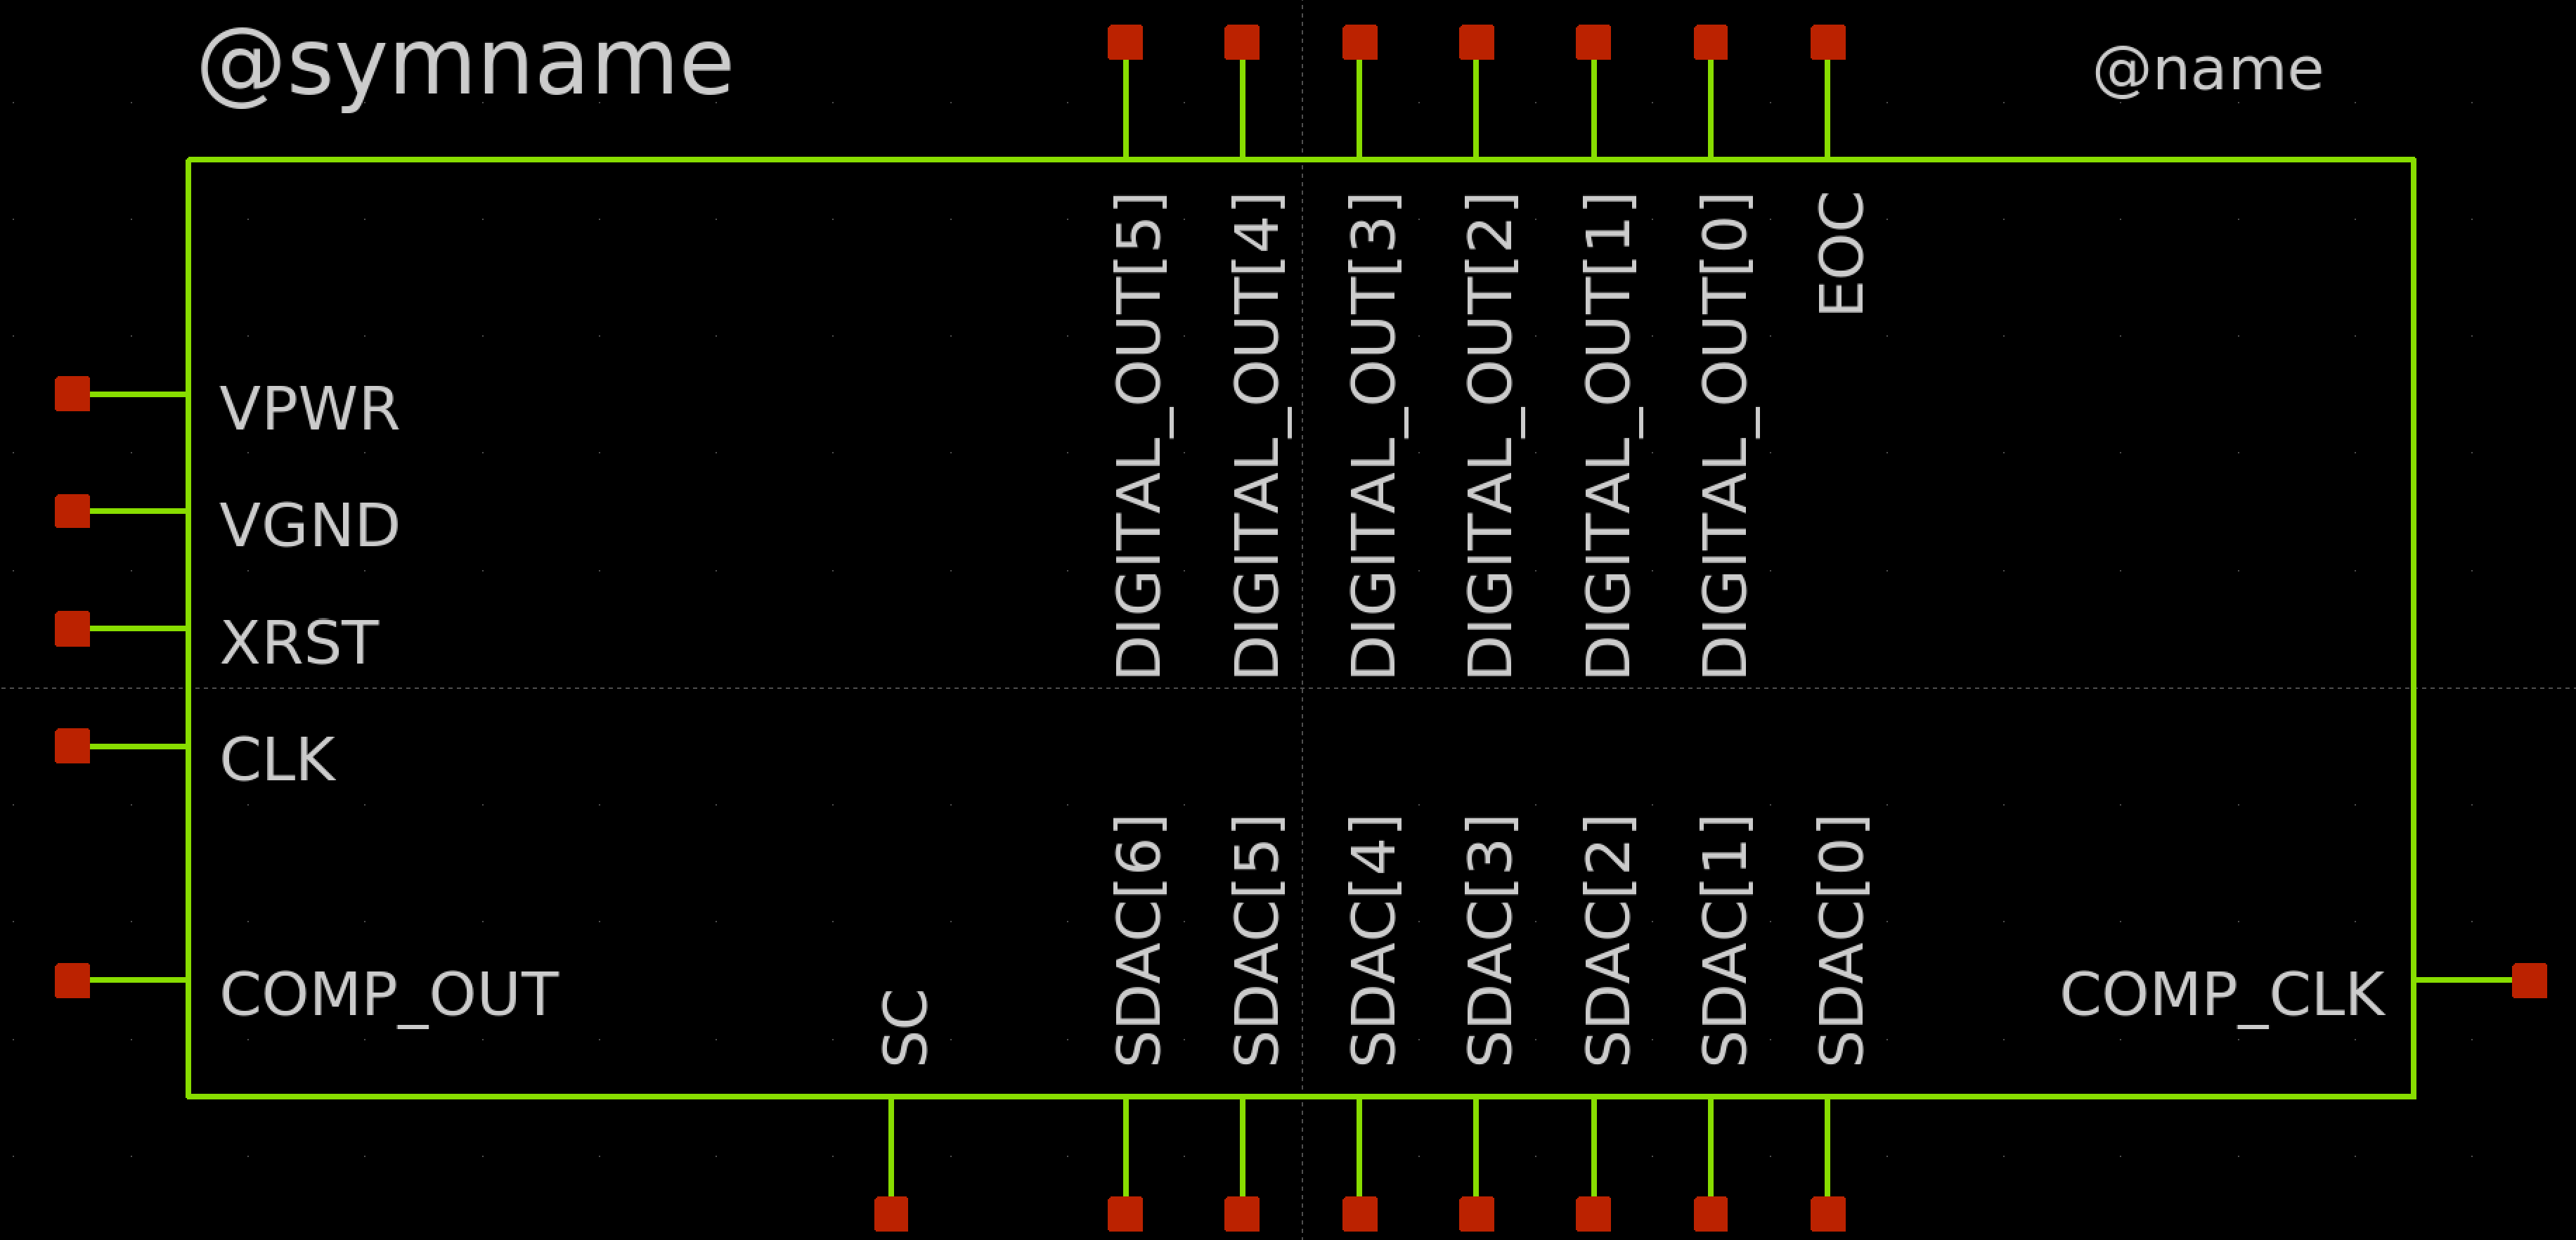 @symname
@name
DIGITAL_OUT[5]
DIGITAL_OUT[4]
DIGITAL_OUT[3]
DIGITAL_OUT[2]
DIGITAL_OUT[1]
DIGITAL_OUT[0]
EOC
VPWR
VGND
XRST
CLK
COMP_OUT
SC
SDAC[6]
SDAC[5]
SDAC[4]
SDAC[3]
SDAC[2]
SDAC[1]
SDAC[0]
COMP_CLK